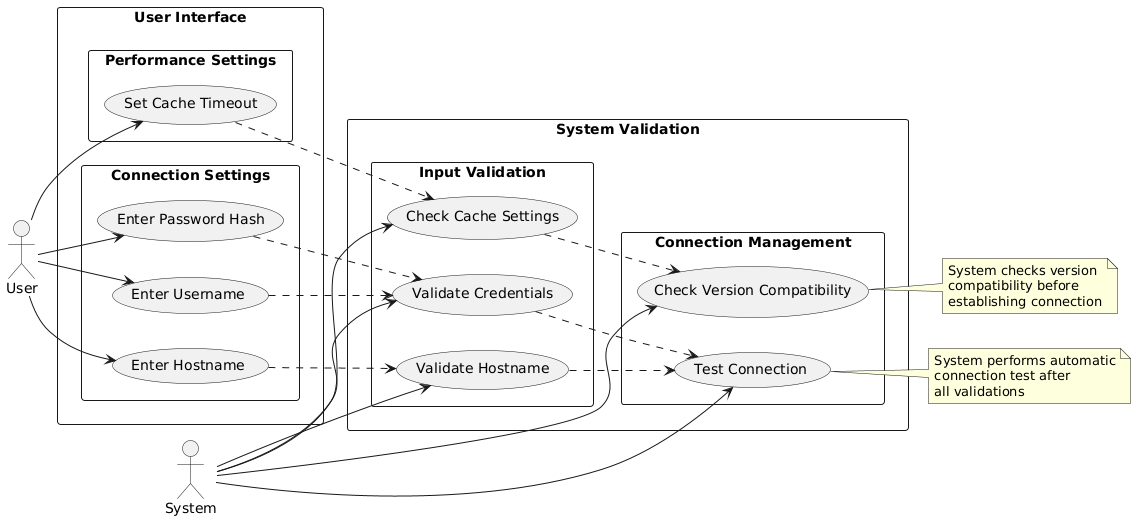 User Interface
Performance Settings
Set Cache Timeout
Connection Settings
Enter Password Hash
Enter Username
Enter Hostname
User
System
System Validation
Input Validation
Check Cache Settings
Validate Credentials
Validate Hostname
Connection Management
Check Version Compatibility
Test Connection
System checks version
compatibility before
establishing connection
System performs automatic
connection test after
all validations